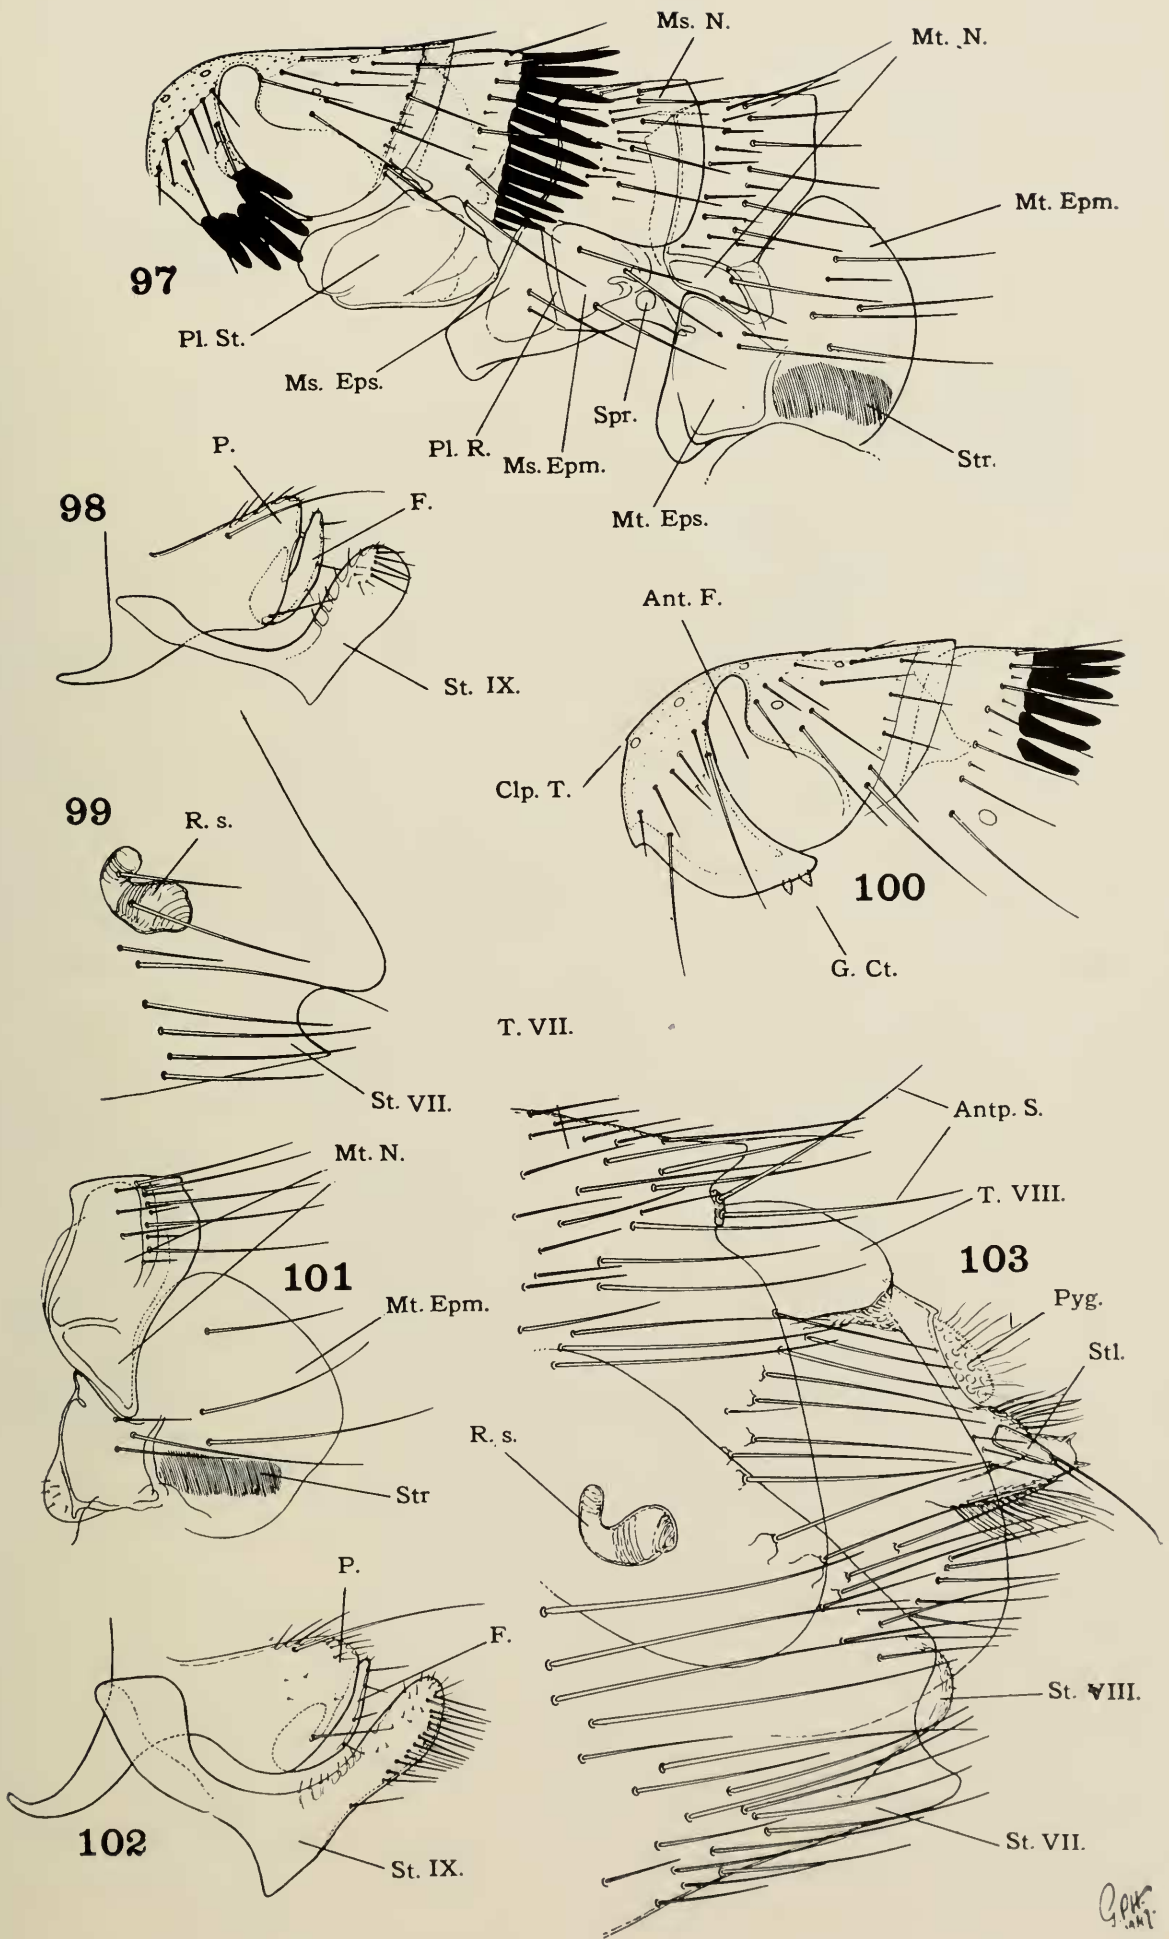 Ms. N.
Mt. N.
Mt. Epm.
97
Pl. St.
Ms. Eps.
Pl. R.
Ms. Epm.
Spr.
Mt. Eps.
Str.
98
P.
F.
St. IX.
Ant. F.
Clp. T.
100
G. Ct.
99
R. s.
St. VII.
T. VII.
Antp. S.
T. VIII.
103
Pyg.
Stl.
R. s.
St. VIII.
St. VII.
Mt. N.
101
Mt. Epm.
Str
P.
F.
102
St. IX.